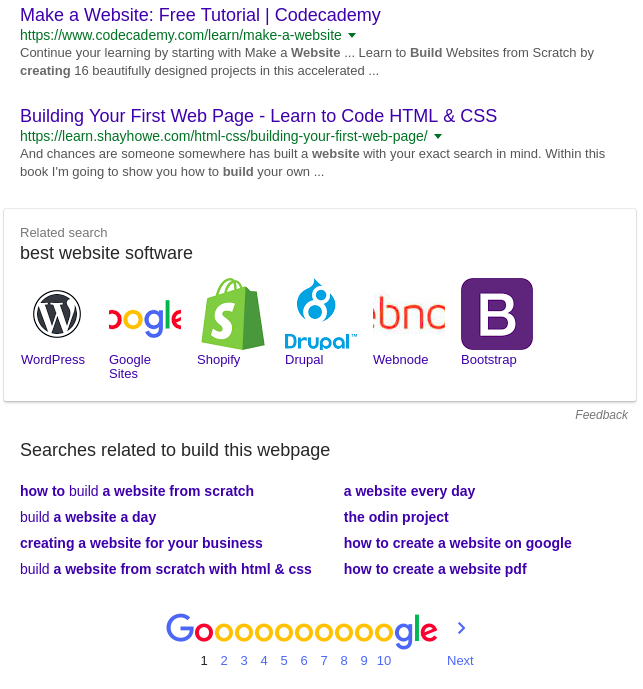 Make a Website: Free Tutorial | Codecademy
https://www.codecademy.com/learn/make-a-website
Continue your learning by starting with Make a Website ... Learn to Build Websites from Scratch by
creating 16 beautifully designed projects in this accelerated ...
Building Your First Web Page - Learn to Code HTML & CSS
https://learn.shayhowe.com/html-css/building-your-first-web-page/
And chances are someone somewhere has built a website with your exact search in mind. Within this
book I'm going to show you how to build your own ...
Related search
best website software
W oogle S Drupal™ ebno B
WordPress Google Sites Shopify Drupal Webnode Bootstrap
Feedback
Searches related to build this webpage
how to build a website from scratch a website every day
build a website a day the odin project
creating a website for your business how to create a website on google
build a website from scratch with html & css how to create a website pdf
Goooooooooogle >
1 2 3 4 5 6 7 8 9 10 Next